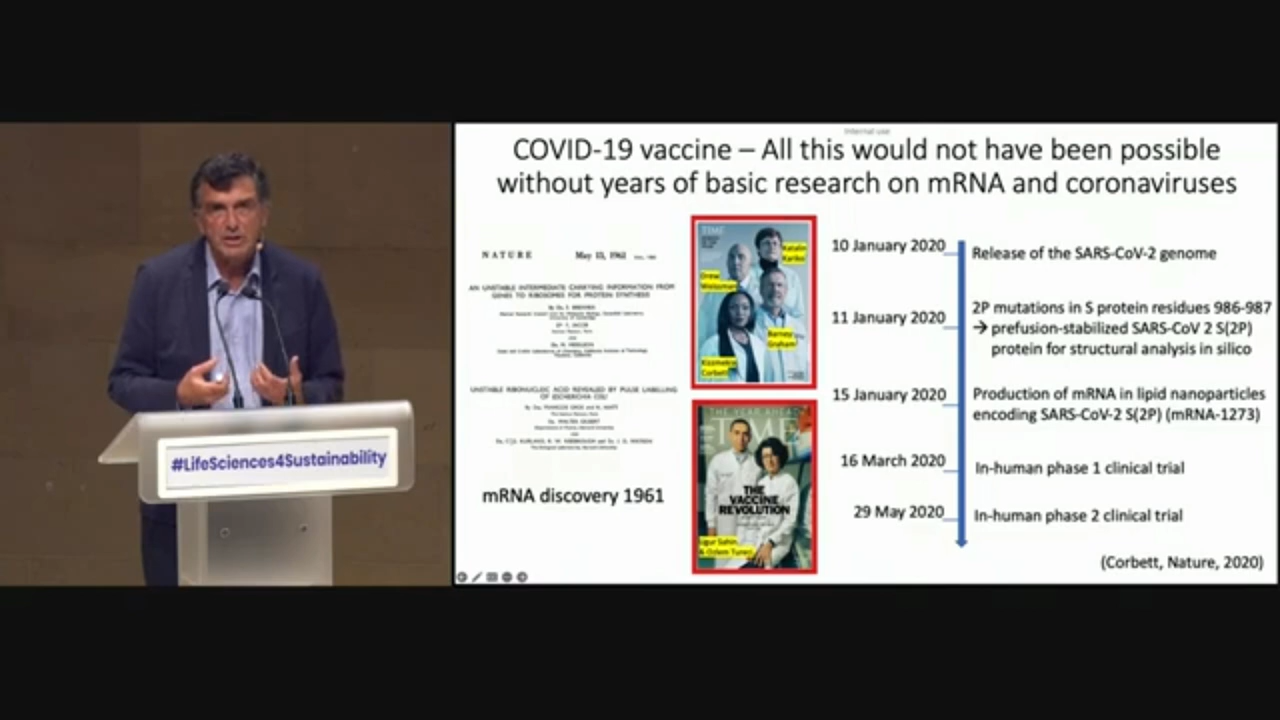 #LifeSciences4Sustainability
Internal use
COVID-19 vaccine – All this would not have been possible
without years of basic research on mRNA and coronaviruses
NATURE May 13, 1961
AN UNSTABLE INTERMEDIATE CARRYING INFORMATION FROM
GENES TO RIBOSOMES FOR PROTEIN SYNTHESIS
UNSTABLE RIBONUCLEIC ACID REVEALED BY PULSE LABELLING
OF ESCHERICHIA COLI
mRNA discovery 1961
TIME
Katalin
Kariko
Drew
Weissman
Barney
Graham
Kizzmekia
Corbett
THE YEAR AHEAD
TIME
THE
VACCINE
REVOLUTION
Ugur Sahin
& Ozlem Tureci
10 January 2020 Release of the SARS-CoV-2 genome
11 January 2020 2P mutations in S protein residues 986-987
→ prefusion-stabilized SARS-CoV 2 S(2P)
protein for structural analysis in silico
15 January 2020 Production of mRNA in lipid nanoparticles
encoding SARS-CoV-2 S(2P) (mRNA-1273)
16 March 2020 In-human phase 1 clinical trial
29 May 2020 In-human phase 2 clinical trial
(Corbett, Nature, 2020)